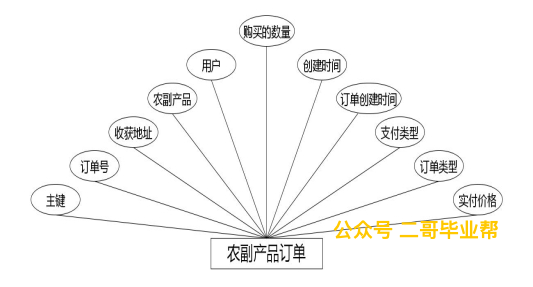 购买的数量
用户
创建时间
农副产品
订单创建时间
收获地址
支付类型
订单号
订单类型
主键
实付价格
公众号 二哥毕业帮
农副产品订单